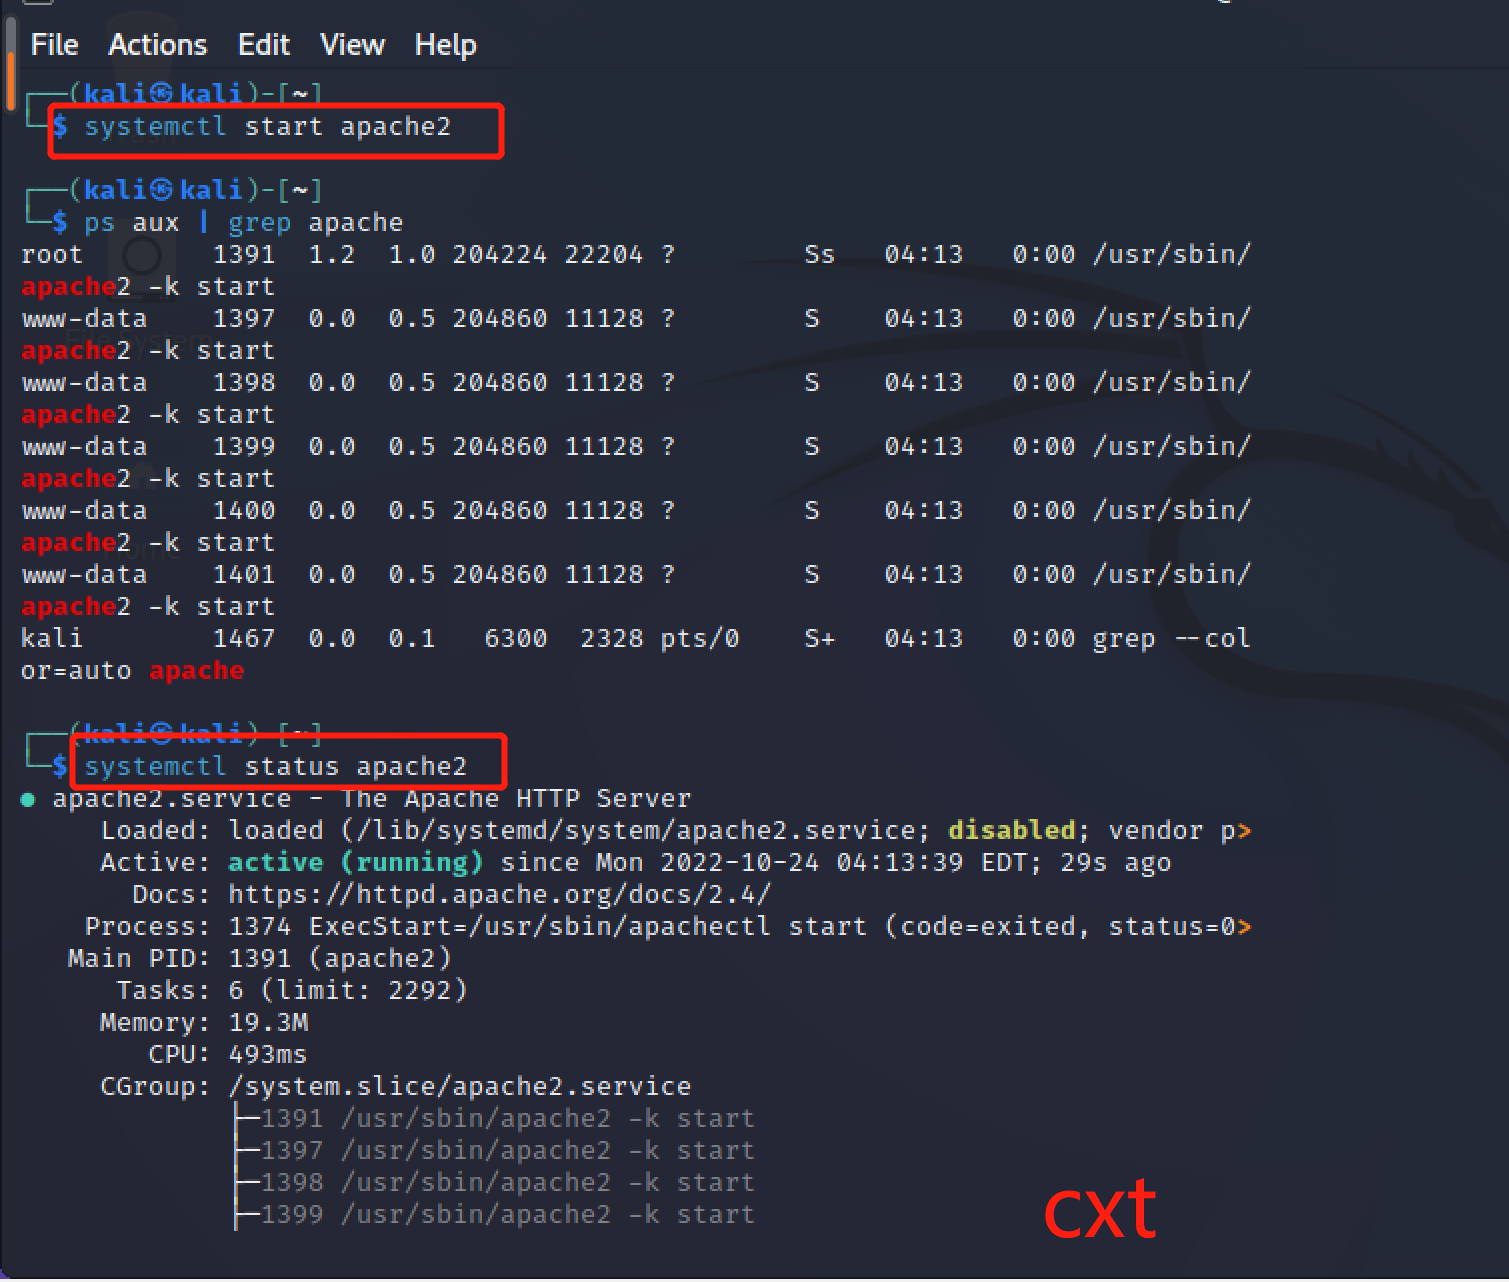 File Actions Edit View Help
┌──(kali㉿kali)-[~]
└─$ systemctl start apache2
┌──(kali㉿kali)-[~]
└─$ ps aux | grep apache
root 1391 1.2 1.0 204224 22204 ? Ss 04:13 0:00 /usr/sbin/
apache2 -k start
www-data 1397 0.0 0.5 204860 11128 ? S 04:13 0:00 /usr/sbin/
apache2 -k start
www-data 1398 0.0 0.5 204860 11128 ? S 04:13 0:00 /usr/sbin/
apache2 -k start
www-data 1399 0.0 0.5 204860 11128 ? S 04:13 0:00 /usr/sbin/
apache2 -k start
www-data 1400 0.0 0.5 204860 11128 ? S 04:13 0:00 /usr/sbin/
apache2 -k start
www-data 1401 0.0 0.5 204860 11128 ? S 04:13 0:00 /usr/sbin/
apache2 -k start
kali 1467 0.0 0.1 6300 2328 pts/0 S+ 04:13 0:00 grep --col
or=auto apache
┌──(kali㉿kali)-[~]
└─$ systemctl status apache2
● apache2.service - The Apache HTTP Server
Loaded: loaded (/lib/systemd/system/apache2.service; disabled; vendor p>
Active: active (running) since Mon 2022-10-24 04:13:39 EDT; 29s ago
Docs: https://httpd.apache.org/docs/2.4/
Process: 1374 ExecStart=/usr/sbin/apachectl start (code=exited, status=0>
Main PID: 1391 (apache2)
Tasks: 6 (limit: 2292)
Memory: 19.3M
CPU: 493ms
CGroup: /system.slice/apache2.service
├─1391 /usr/sbin/apache2 -k start
├─1397 /usr/sbin/apache2 -k start
├─1398 /usr/sbin/apache2 -k start
├─1399 /usr/sbin/apache2 -k start
cxt